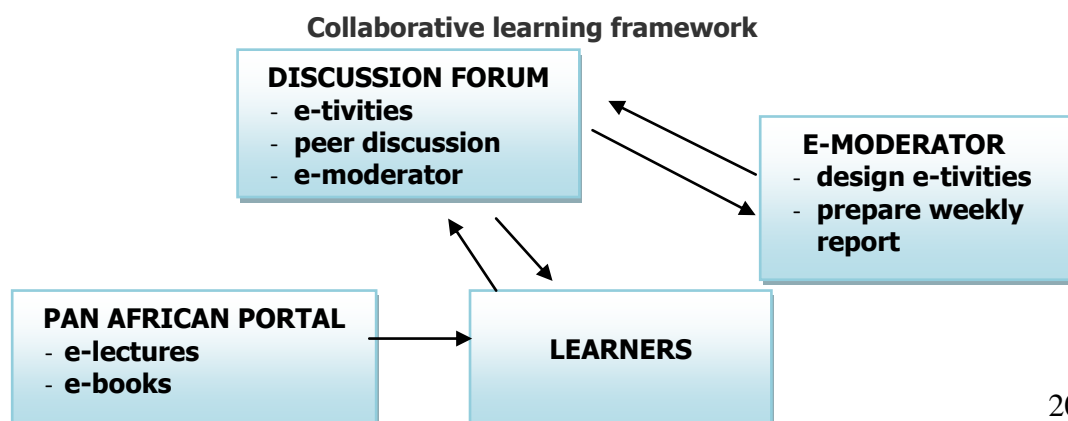 Collaborative learning framework
DISCUSSION FORUM
- e-tivities
- peer discussion
- e-moderator
E-MODERATOR
- design e-tivities
- prepare weekly
report
PAN AFRICAN PORTAL
- e-lectures
- e-books
LEARNERS